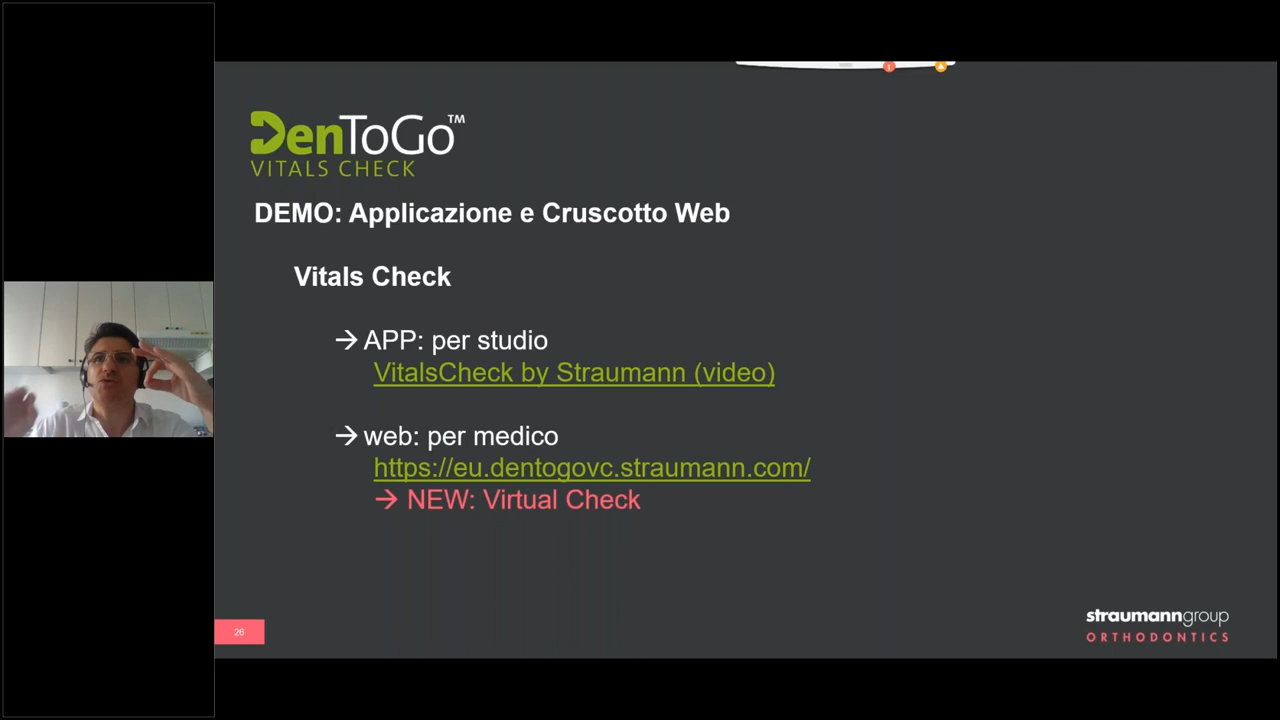 DenToGo™
VITALS CHECK
DEMO: Applicazione e Cruscotto Web
Vitals Check
→ APP: per studio
VitalsCheck by Straumann (video)
→ web: per medico
https://eu.dentogovc.straumann.com/
→ NEW: Virtual Check
26
straumanngroup
ORTHODONTICS